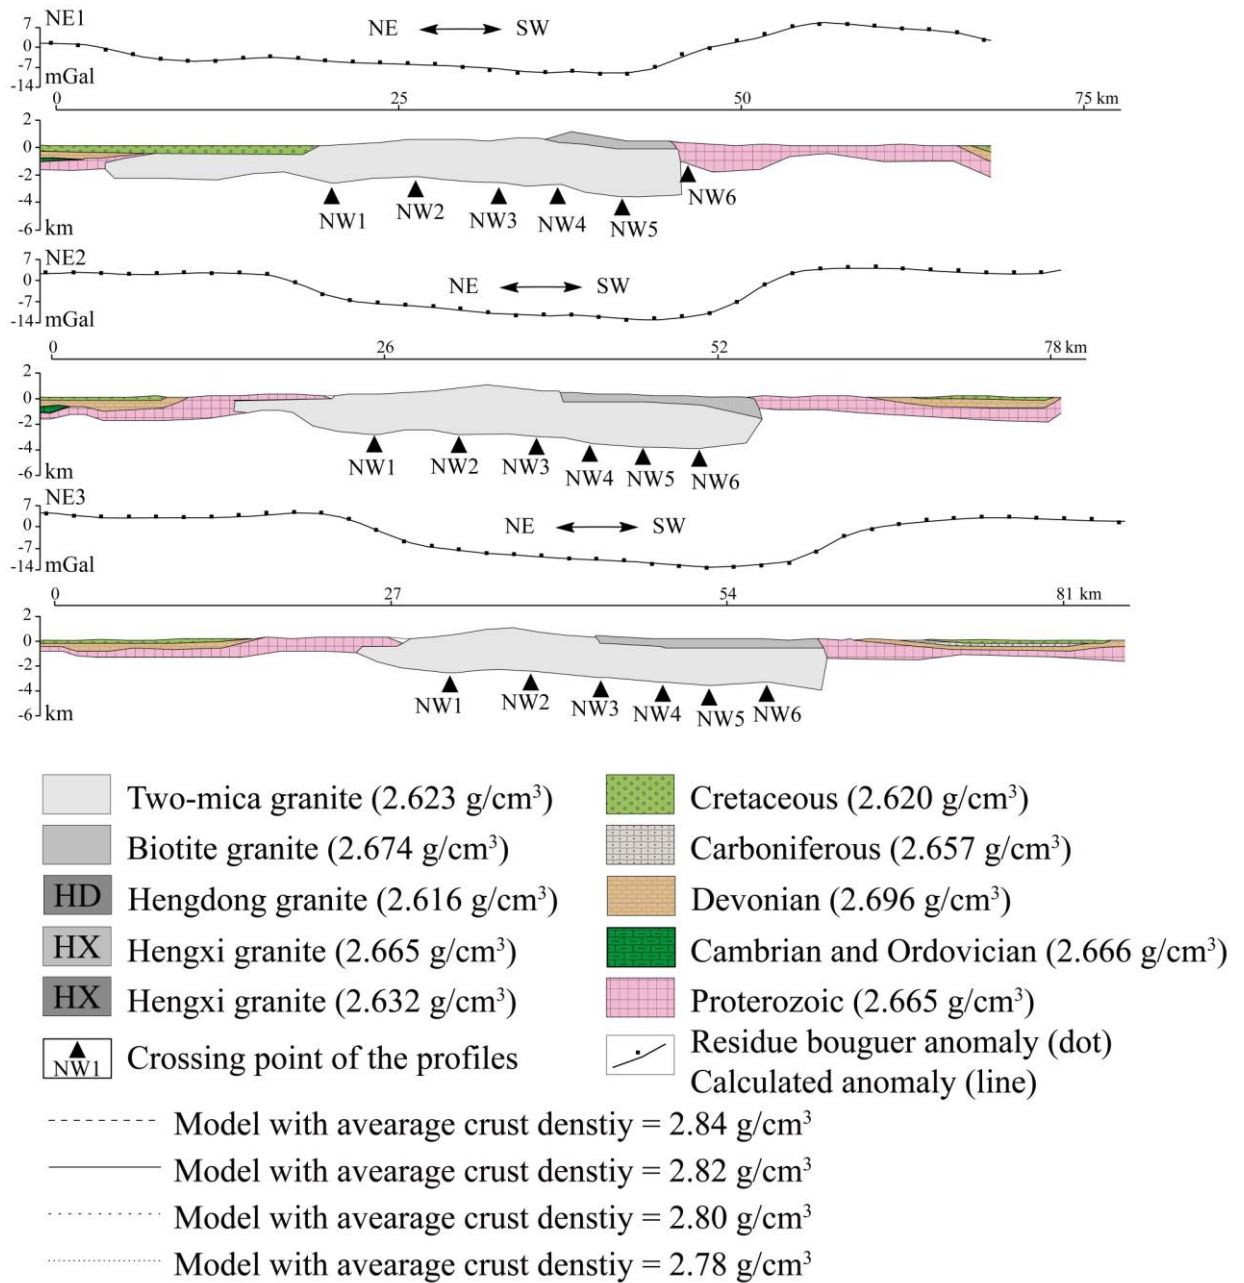 NE1
7
0
-7
-14
mGal
NE SW
0 25 50 75 km
2
0
-2
-4
-6
km
NW1 NW2 NW3 NW4 NW5 NW6
NE2
7
0
-7
-14
mGal
NE SW
0 26 52 78 km
2
0
-2
-4
-6
km
NW1 NW2 NW3 NW4 NW5 NW6
NE3
7
0
-7
-14
mGal
NE SW
0 27 54 81 km
2
0
-2
-4
-6
km
NW1 NW2 NW3 NW4 NW5 NW6
Two-mica granite (2.623 g/cm³)
Biotite granite (2.674 g/cm³)
HD Hengdong granite (2.616 g/cm³)
HX Hengxi granite (2.665 g/cm³)
HX Hengxi granite (2.632 g/cm³)
NW1 Crossing point of the profiles
Cretaceous (2.620 g/cm³)
Carboniferous (2.657 g/cm³)
Devonian (2.696 g/cm³)
Cambrian and Ordovician (2.666 g/cm³)
Proterozoic (2.665 g/cm³)
Residue bouguer anomaly (dot)
Calculated anomaly (line)
Model with avearage crust denstiy = 2.84 g/cm³
Model with avearage crust denstiy = 2.82 g/cm³
Model with avearage crust denstiy = 2.80 g/cm³
Model with avearage crust denstiy = 2.78 g/cm³